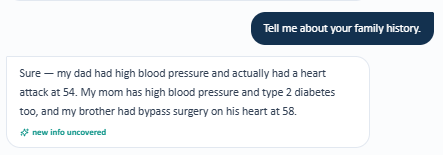 Tell me about your family history.
Sure — my dad had high blood pressure and actually had a heart
attack at 54. My mom has high blood pressure and type 2 diabetes
too, and my brother had bypass surgery on his heart at 58.
new info uncovered